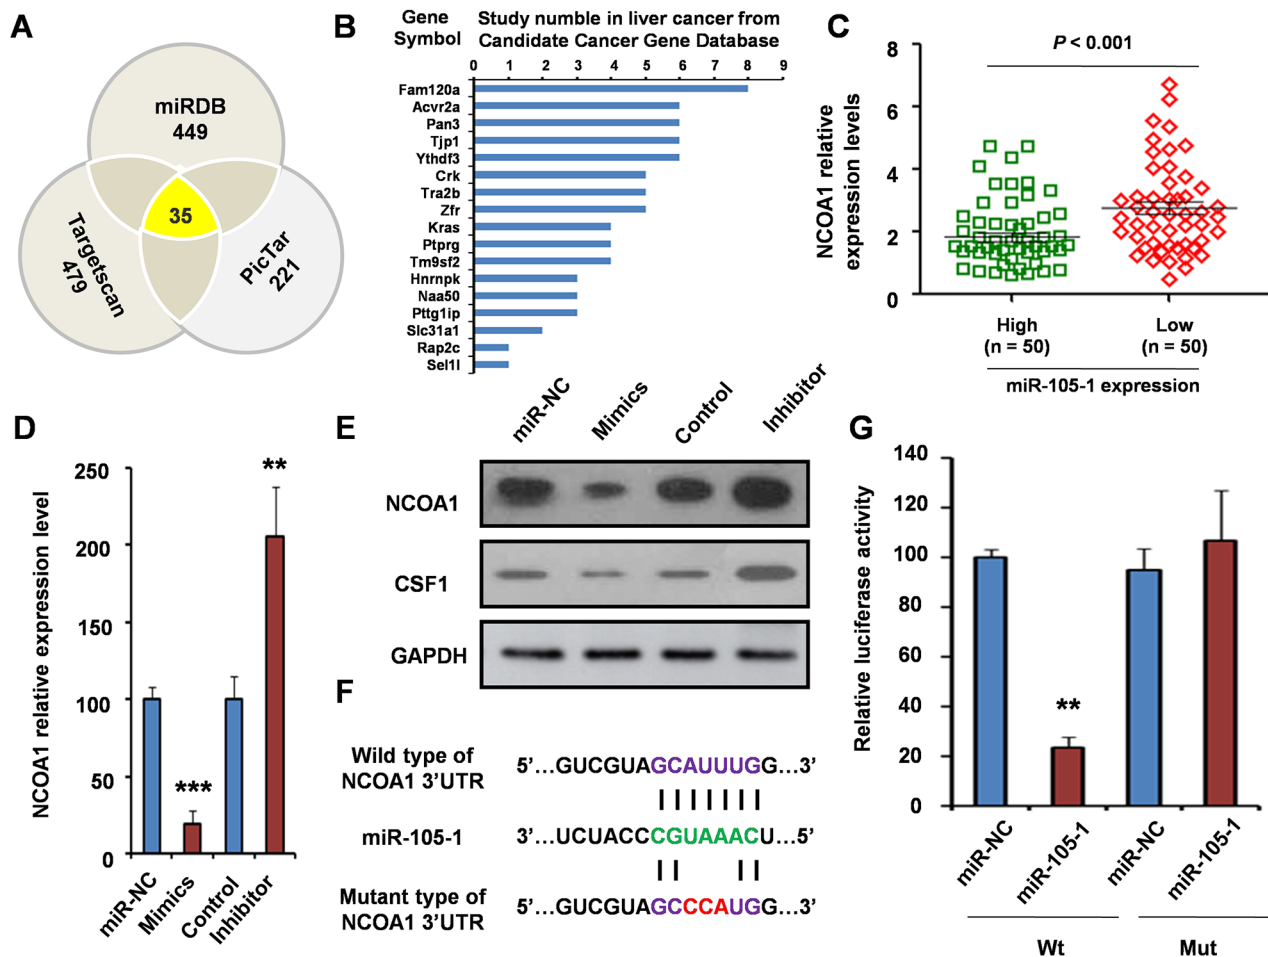 A
miRDB
449
35
Targetscan
479
PicTar
221
B
Gene
Symbol
Study numble in liver cancer from
Candidate Cancer Gene Database
0 1 2 3 4 5 6 7 8 9
Fam120a
Acvr2a
Pan3
Tjp1
Ythdf3
Crk
Tra2b
Zfr
Kras
Ptprg
Tm9sf2
Hnrnpk
Naa50
Pttg1ip
Slc31a1
Rap2c
Sel1l
C
P < 0.001
NCOA1 relative
expression levels
8
6
4
2
0
High
(n = 50)
Low
(n = 50)
miR-105-1 expression
D
NCOA1 relative expression level
250
200
150
100
50
0
**
***
miR-NC
Mimics
Control
Inhibitor
E
miR-NC
Mimics
Control
Inhibitor
NCOA1
CSF1
GAPDH
F
Wild type of
NCOA1 3’UTR
5’...GUCGUAGCAUUUGG...3’
miR-105-1
3’...UCUACCCGUAAACU...5’
Mutant type of
NCOA1 3’UTR
5’...GUCGUAGCCCAUGG...3’
G
Relative luciferase activity
140
120
100
80
60
40
20
0
**
miR-NC
miR-105-1
miR-NC
miR-105-1
Wt
Mut